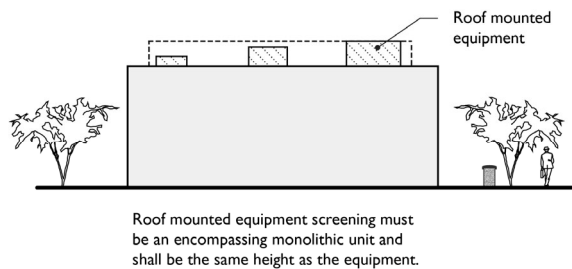 Roof mounted
equipment
Roof mounted equipment screening must
be an encompassing monolithic unit and
shall be the same height as the equipment.